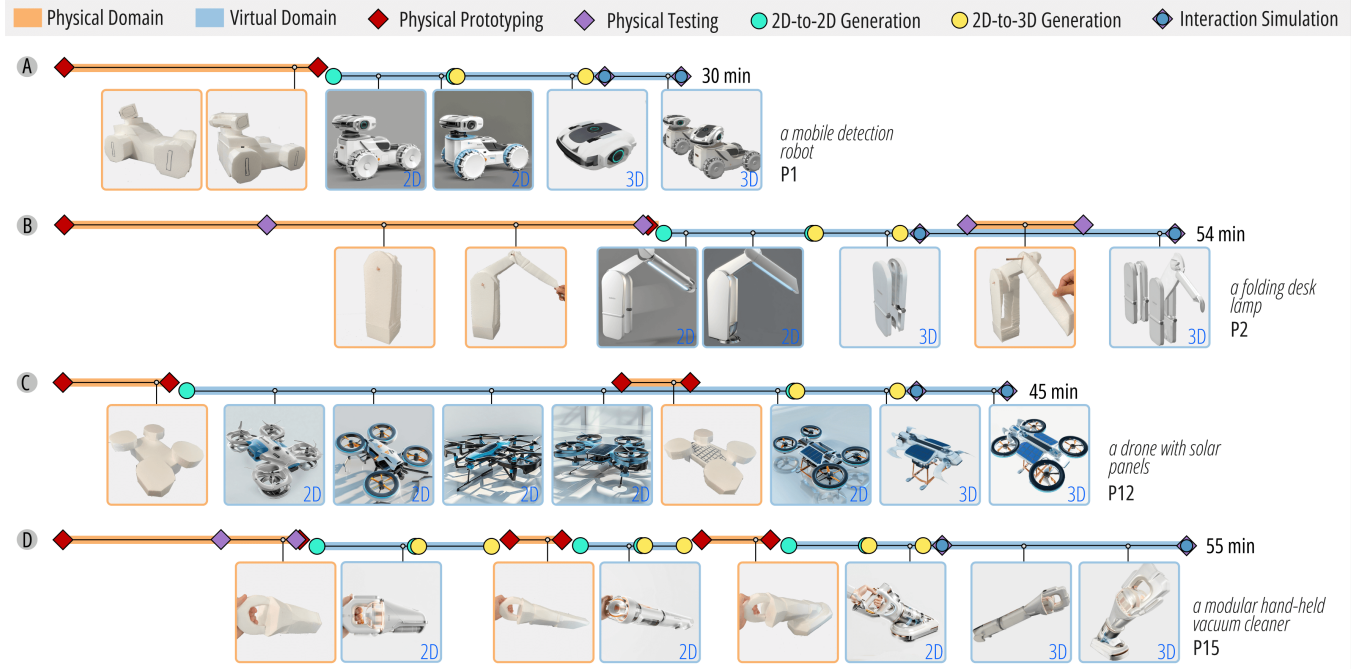 Physical Domain Virtual Domain Physical Prototyping Physical Testing 2D-to-2D Generation 2D-to-3D Generation Interaction Simulation
A
30 min
2D 2D 3D 3D
a mobile detection
robot
P1
B
54 min
2D 2D 3D 3D
a folding desk
lamp
P2
C
45 min
2D 2D 2D 2D 2D 3D 3D
a drone with solar
panels
P12
D
55 min
2D 2D 2D 3D 3D
a modular hand-held
vacuum cleaner
P15